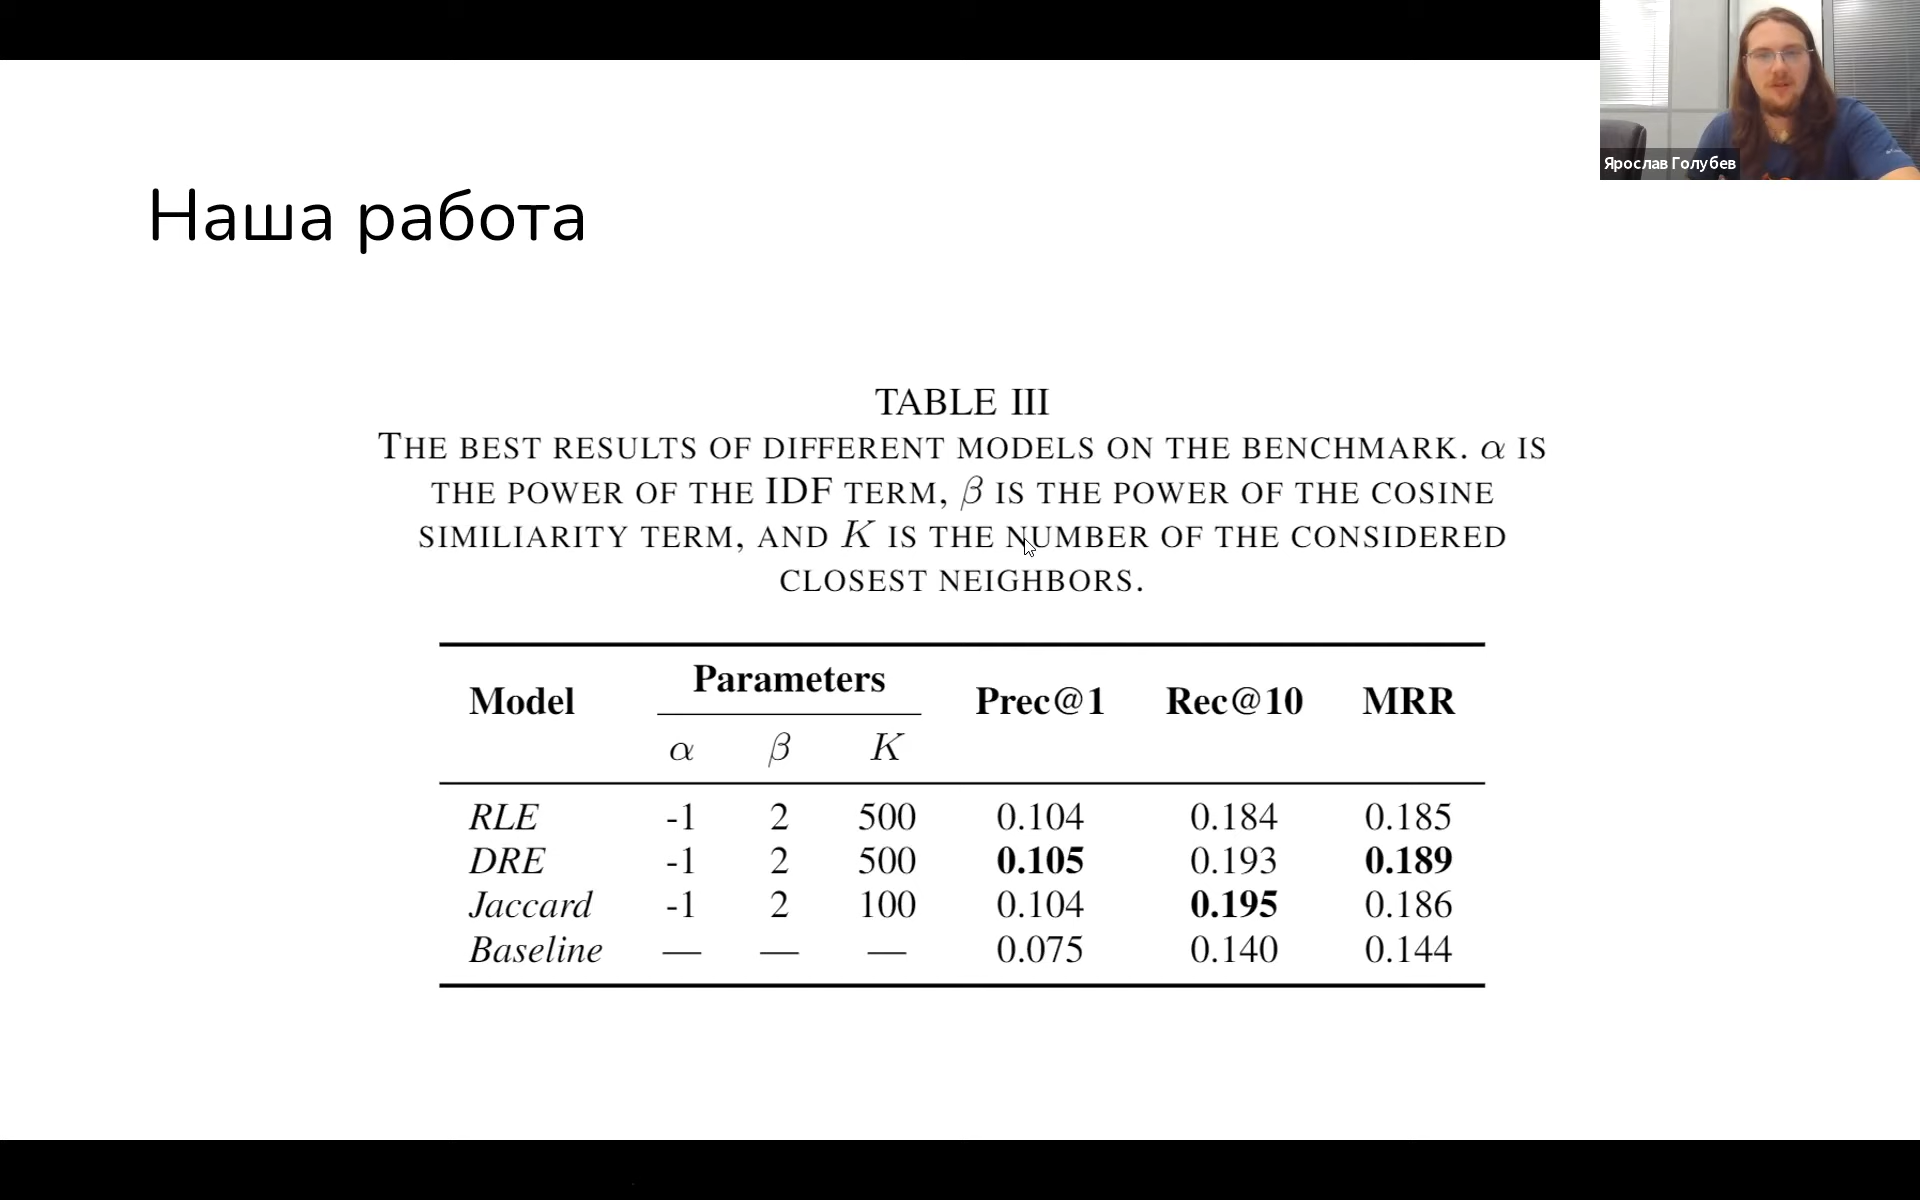 Ярослав Голубев
Наша работа
TABLE III
THE BEST RESULTS OF DIFFERENT MODELS ON THE BENCHMARK. α IS
THE POWER OF THE IDF TERM, β IS THE POWER OF THE COSINE
SIMILIARITY TERM, AND K IS THE NUMBER OF THE CONSIDERED
CLOSEST NEIGHBORS.
Model Parameters Prec@1 Rec@10 MRR
α β K
RLE -1 2 500 0.104 0.184 0.185
DRE -1 2 500 0.105 0.193 0.189
Jaccard -1 2 100 0.104 0.195 0.186
Baseline — — — 0.075 0.140 0.144